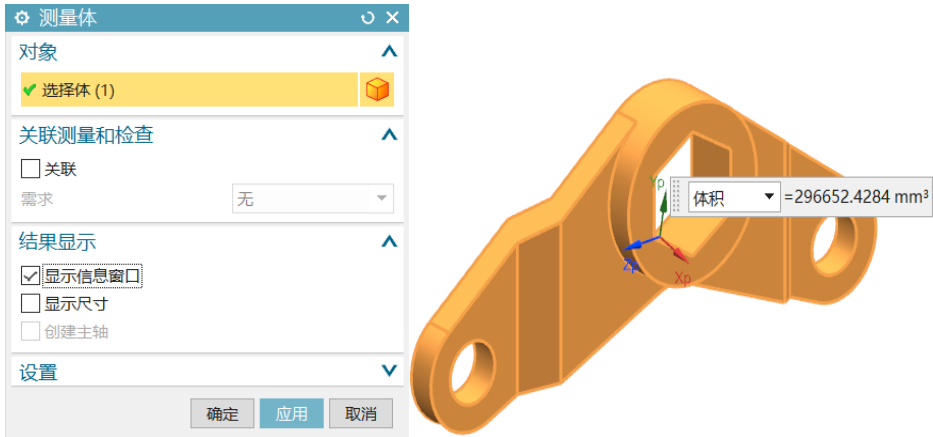 测量体
对象
选择体 (1)
关联测量和检查
关联
需求 无
结果显示
显示信息窗口
显示尺寸
创建主轴
设置
确定 应用 取消
Yp
体积 =296652.4284 mm³
Zp
Xp